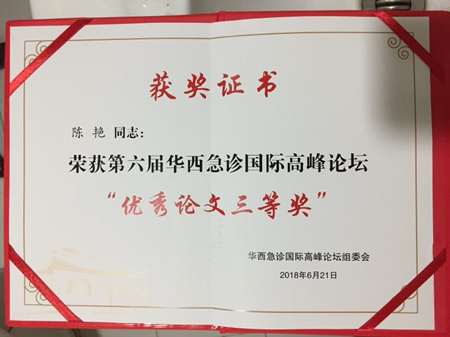 获奖证书
陈 艳 同志：
荣获第六届华西急诊国际高峰论坛
“优秀论文三等奖”
华西急诊国际高峰论坛组委会
2018年6月21日